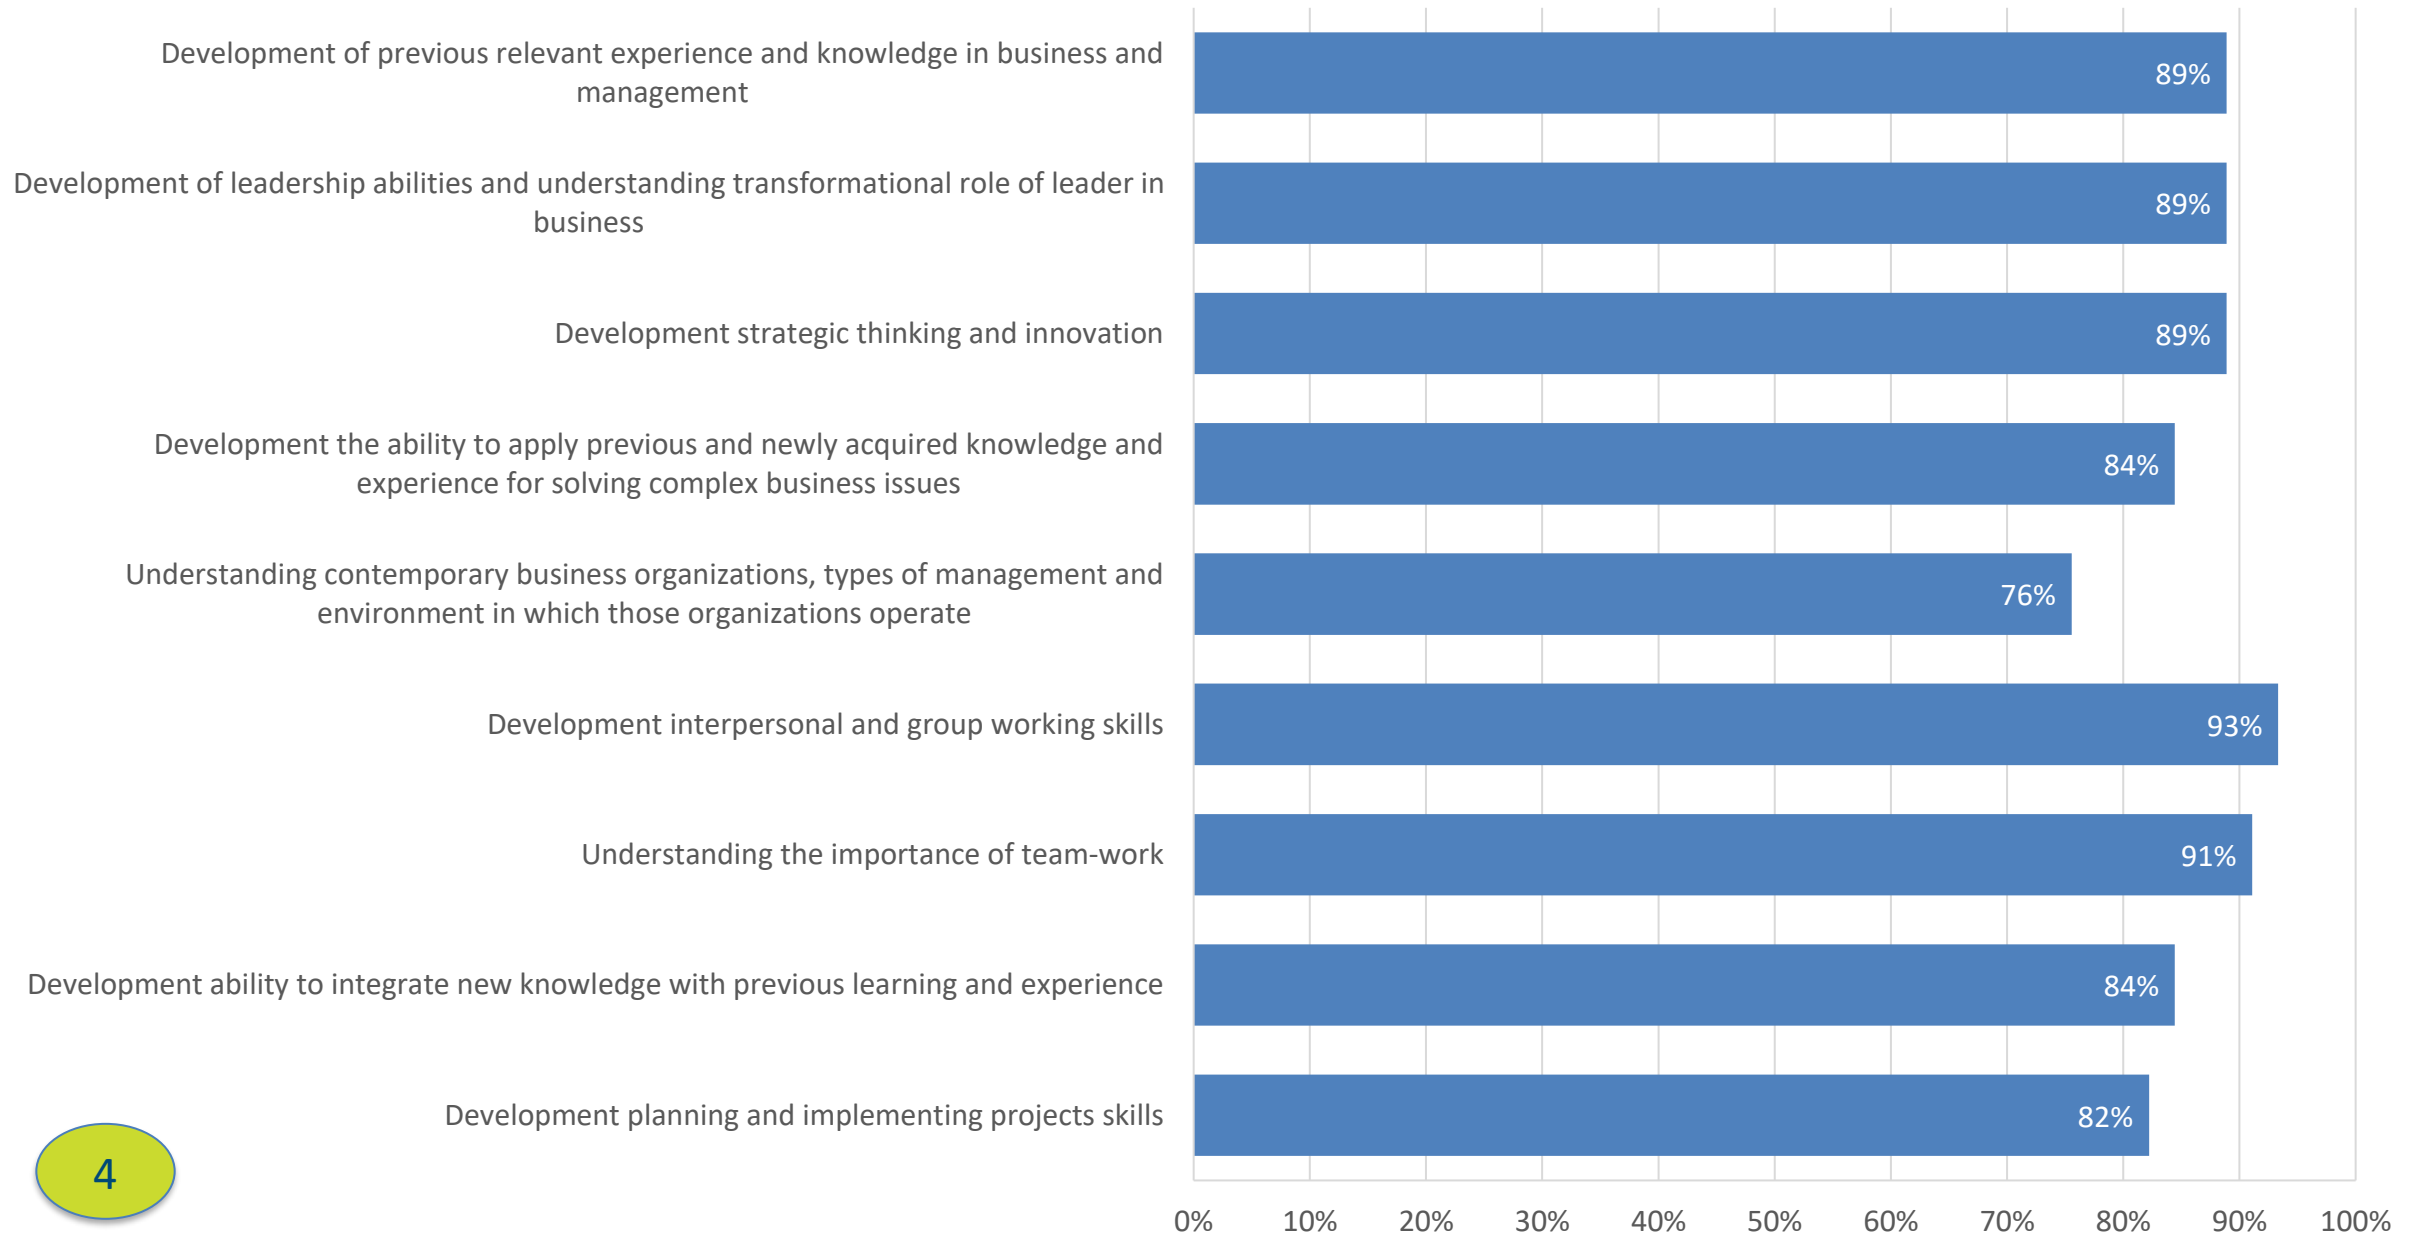 Development of previous relevant experience and knowledge in business and
management
89%
Development of leadership abilities and understanding transformational role of leader in
business
89%
Development strategic thinking and innovation
89%
Development the ability to apply previous and newly acquired knowledge and
experience for solving complex business issues
84%
Understanding contemporary business organizations, types of management and
environment in which those organizations operate
76%
Development interpersonal and group working skills
93%
Understanding the importance of team-work
91%
Development ability to integrate new knowledge with previous learning and experience
84%
Development planning and implementing projects skills
82%
4
0% 10% 20% 30% 40% 50% 60% 70% 80% 90% 100%